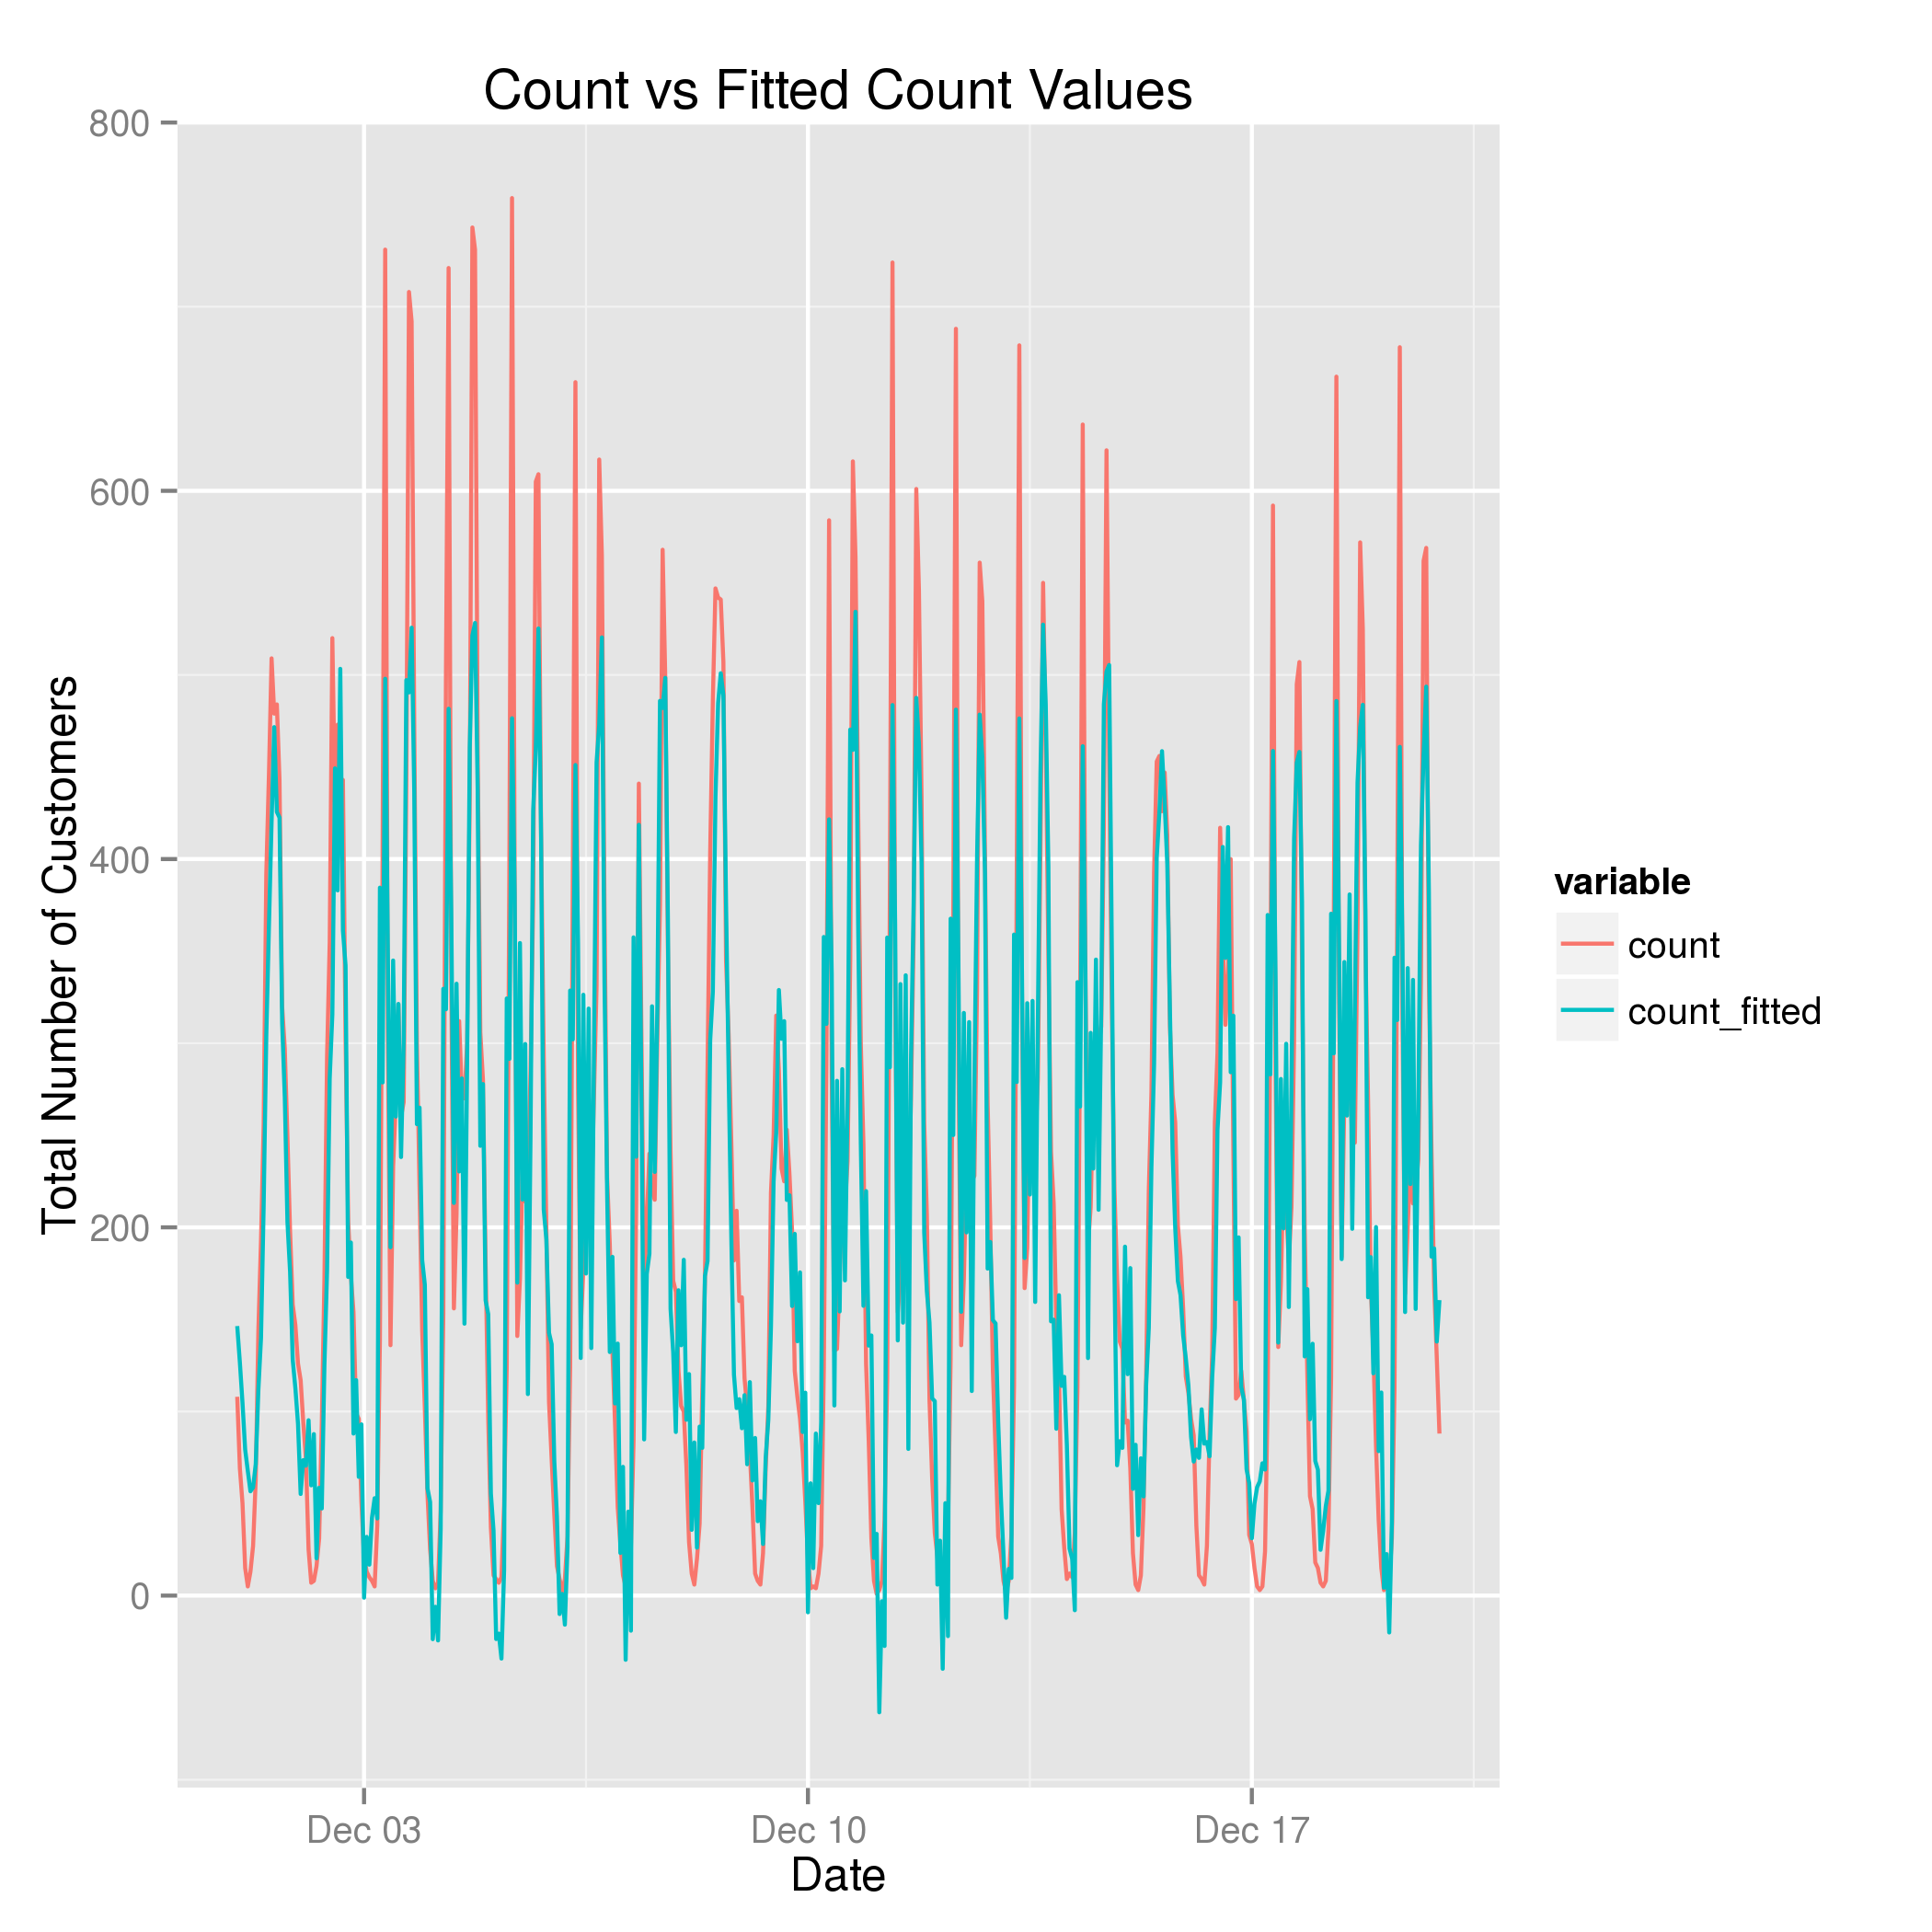 Count vs Fitted Count Values
800
600
400
200
0
Total Number of Customers
Dec 03
Dec 10
Dec 17
Date
variable
count
count_fitted